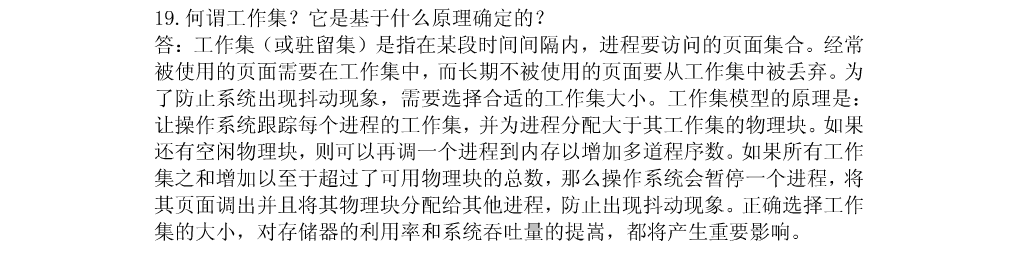 19.何谓工作集？它是基于什么原理确定的？
答：工作集（或驻留集）是指在某段时间间隔内，进程要访问的页面集合。经常
被使用的页面需要在工作集中，而长期不被使用的页面要从工作集中被丢弃。为
了防止系统出现抖动现象，需要选择合适的工作集大小。工作集模型的原理是：
让操作系统跟踪每个进程的工作集，并为进程分配大于其工作集的物理块。如果
还有空闲物理块，则可以再调一个进程到内存以增加多道程序数。如果所有工作
集之和增加以至于超过了可用物理块的总数，那么操作系统会暂停一个进程，将
其页面调出并且将其物理块分配给其他进程，防止出现抖动现象。正确选择工作
集的大小，对存储器的利用率和系统吞吐量的提嵩，都将产生重要影响。